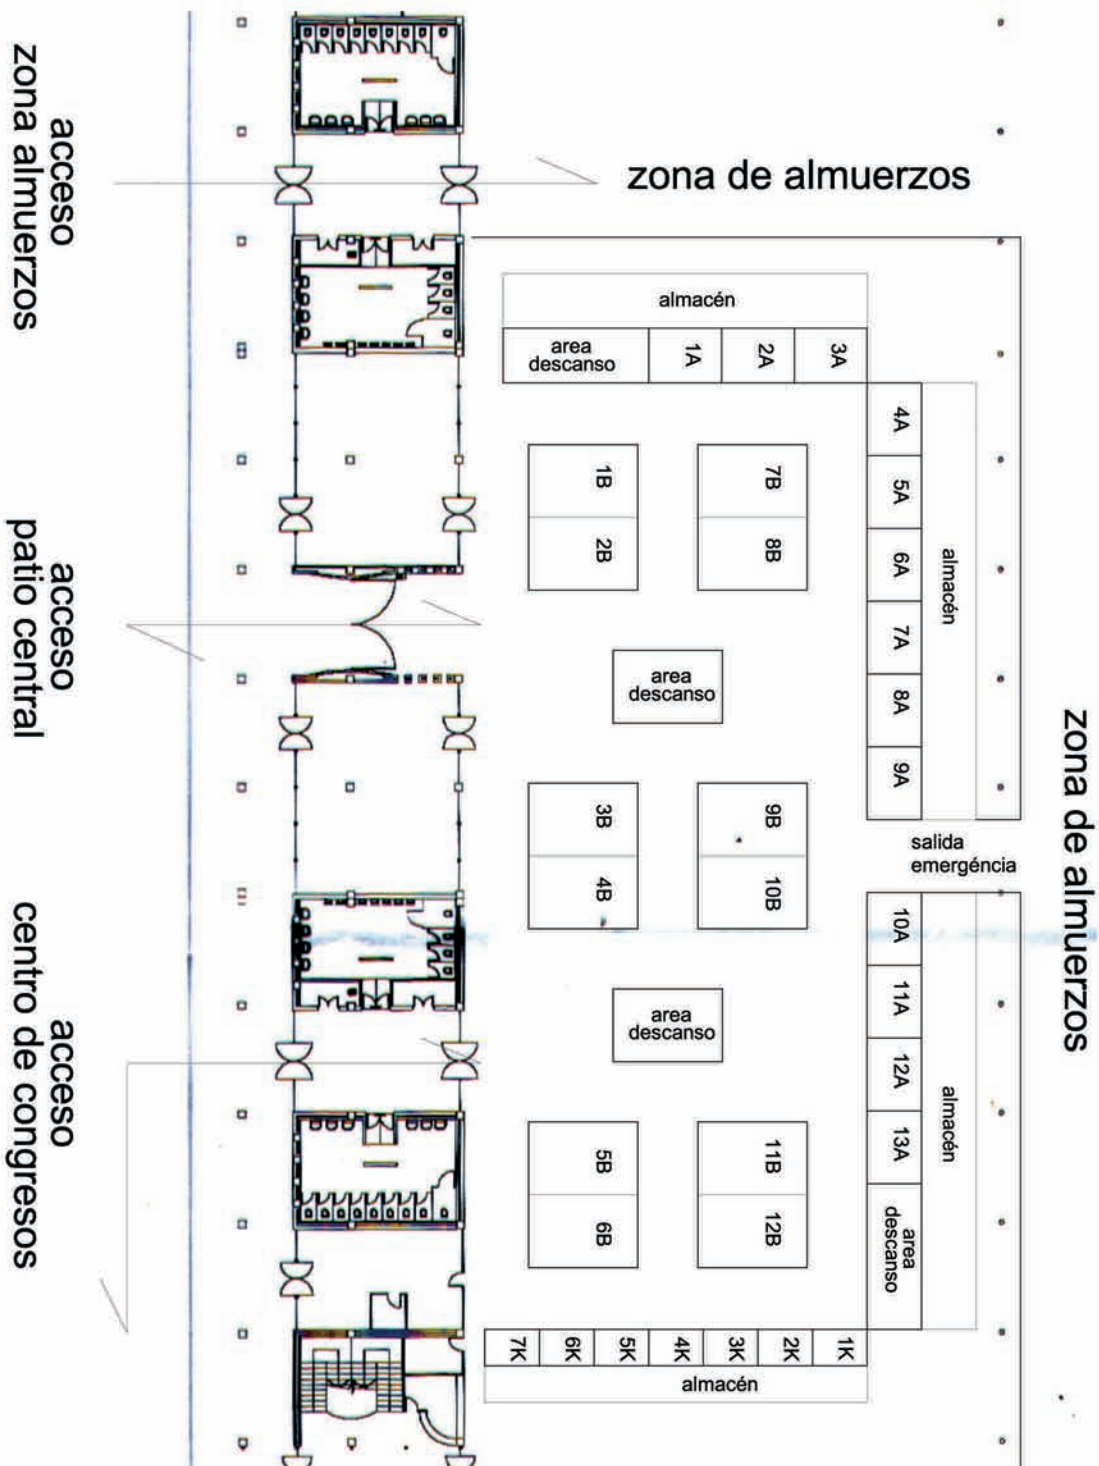 acceso
zona almuerzos
zona de almuerzos
almacén
area
descanso
1A
2A
3A
4A
5A
6A
7A
8A
9A
almacén
1B
2B
7B
8B
acceso
patio central
area
descanso
zona de almuerzos
3B
4B
9B
10B
salida
emergéncia
10A
11A
12A
13A
area
descanso
almacén
area
descanso
acceso
centro de congresos
5B
6B
11B
12B
7K
6K
5K
4K
3K
2K
1K
almacén